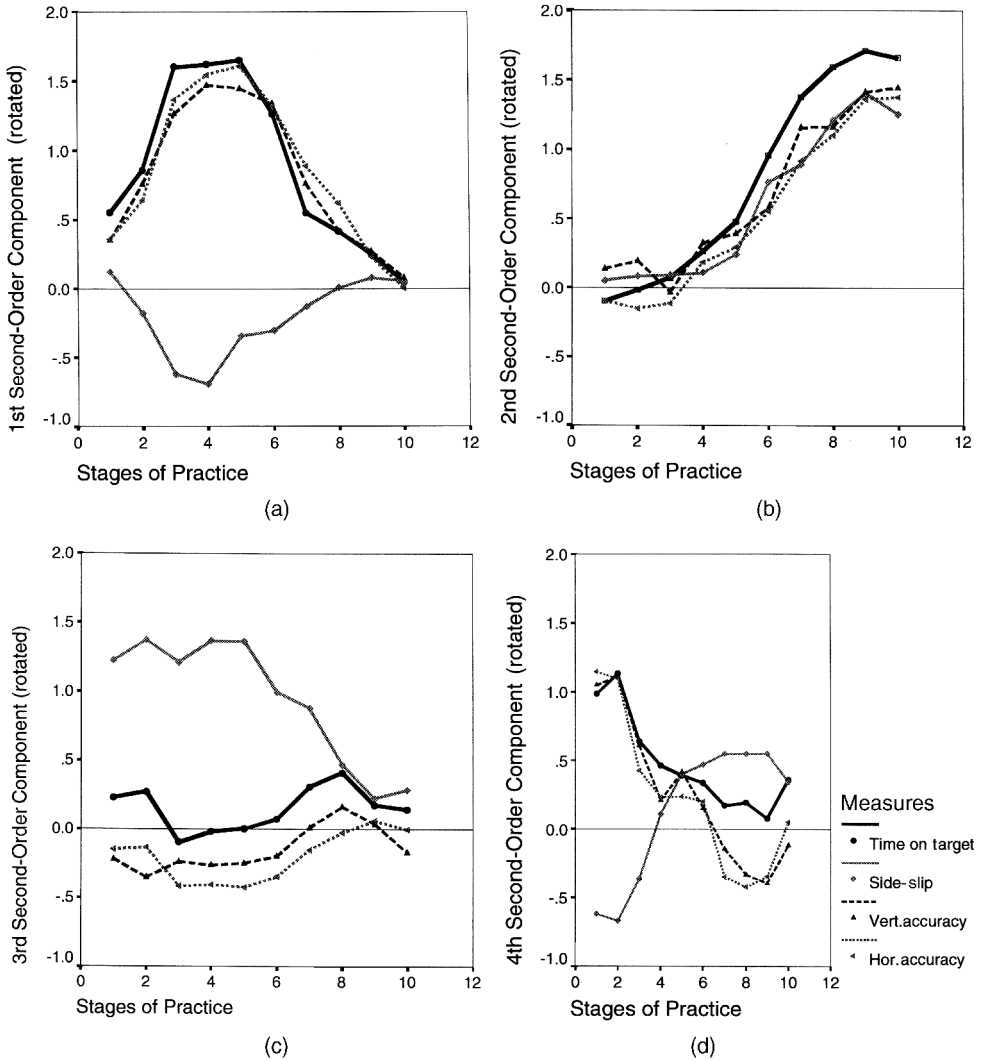 2.0
1.5
1.0
.5
0.0
-.5
-1.0
1st Second-Order Component (rotated)
0 2 4 6 8 10 12
Stages of Practice
(a)
2.0
1.5
1.0
.5
0.0
-.5
-1.0
2nd Second-Order Component (rotated)
0 2 4 6 8 10 12
Stages of Practice
(b)
2.0
1.5
1.0
.5
0.0
-.5
-1.0
3rd Second-Order Component (rotated)
0 2 4 6 8 10 12
Stages of Practice
(c)
2.0
1.5
1.0
.5
0.0
-.5
-1.0
4th Second-Order Component (rotated)
0 2 4 6 8 10 12
Stages of Practice
(d)
Measures
Time on target
Side-slip
Vert.accuracy
Hor.accuracy